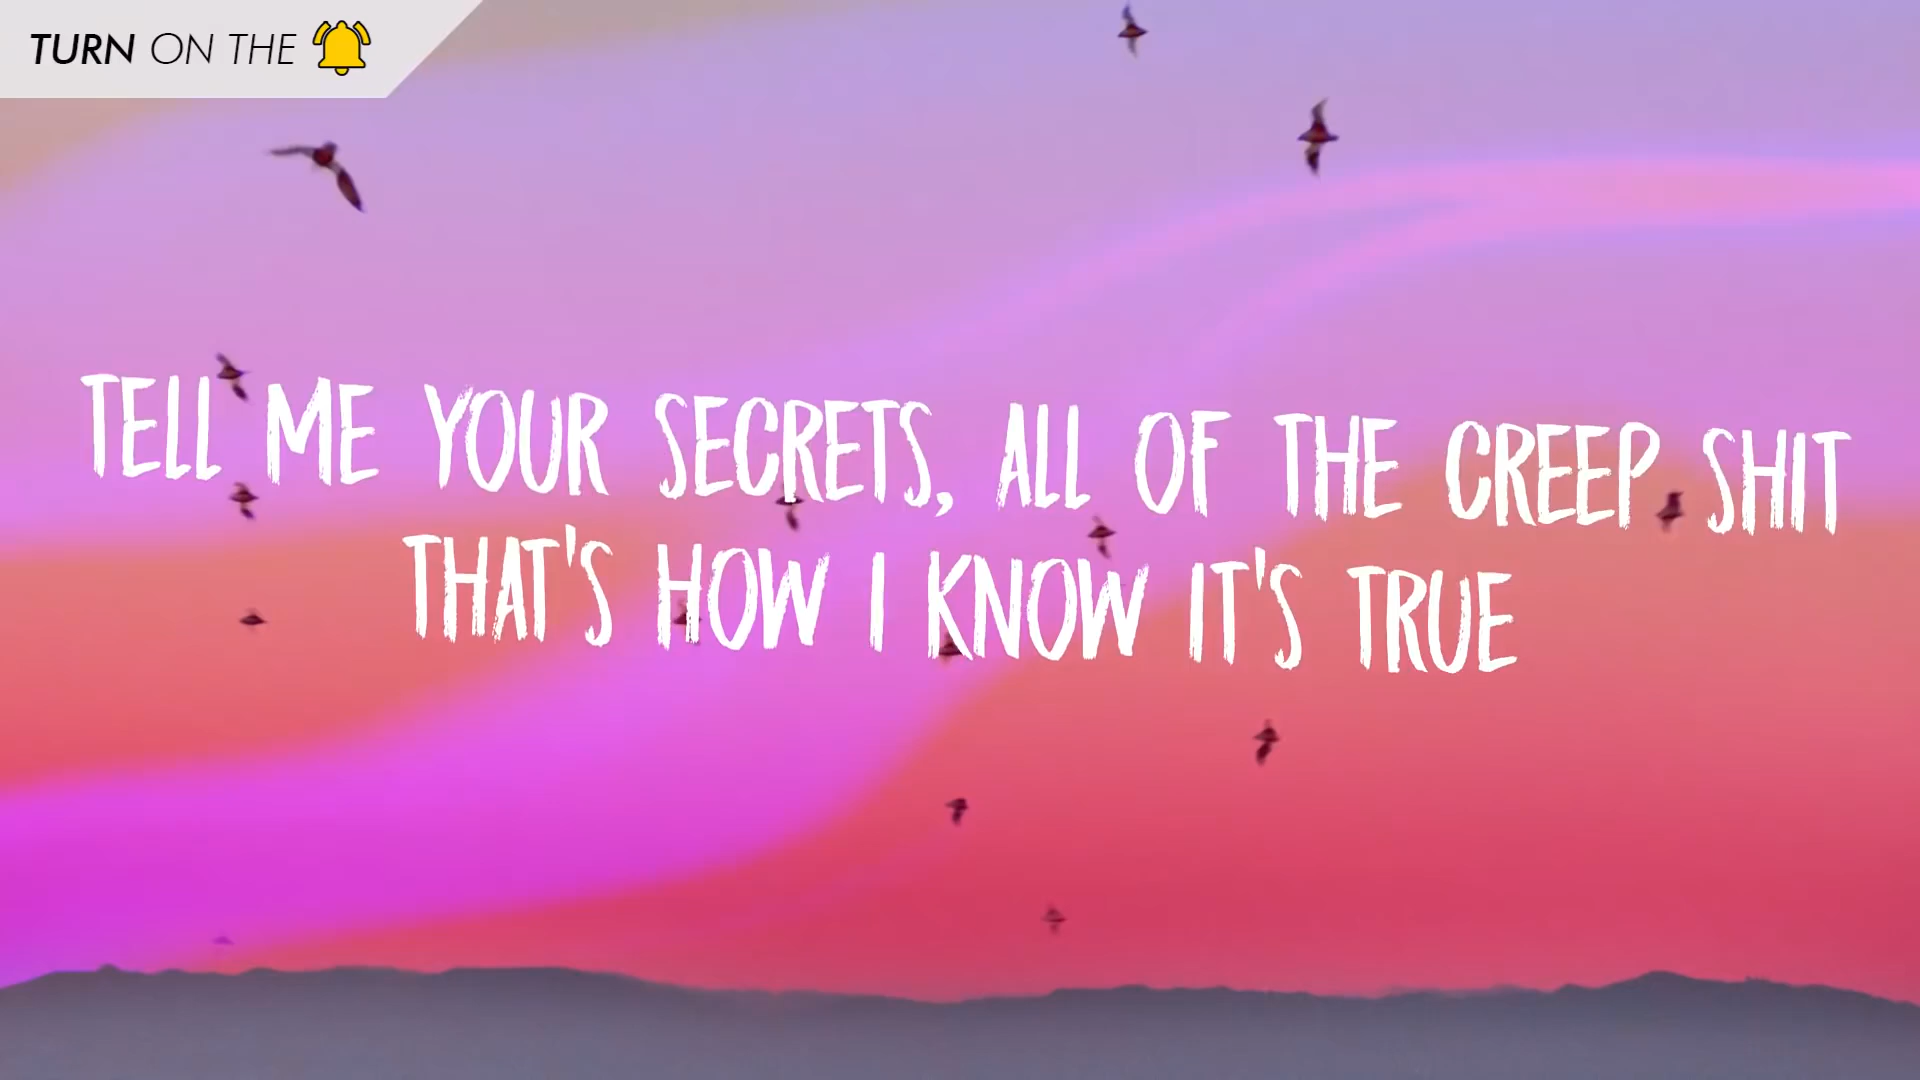 TURN ON THE
TELL ME YOUR SECRETS, ALL OF THE CREEP SHIT
THAT'S HOW I KNOW IT'S TRUE